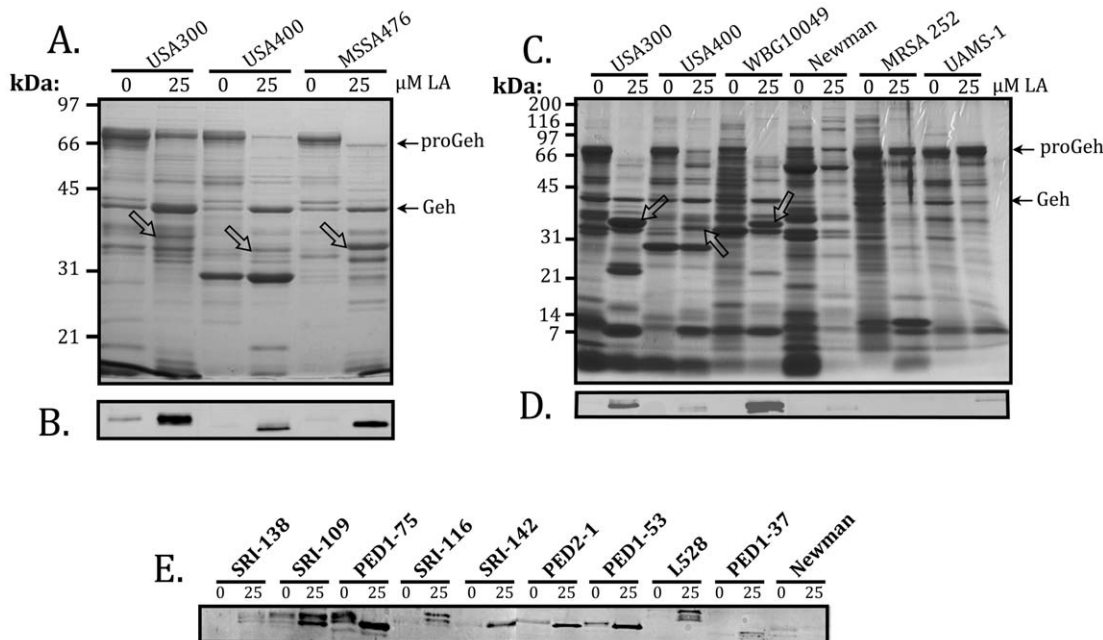 A.
USA300 USA400 MSSA476
kDa: 0 25 0 25 0 25 µM LA
97
66
45
31
21
proGeh
Geh
B.
C.
USA300 USA400 WBG10049 Newman MRSA 252 UAMS-1
kDa: 0 25 0 25 0 25 0 25 0 25 0 25 µM LA
200
116
97
66
45
31
21
14
7
proGeh
Geh
D.
E.
SRI-138 SRI-109 PED1-75 SRI-116 SRI-142 PED2-1 PED1-53 L528 PED1-37 Newman
0 25 0 25 0 25 0 25 0 25 0 25 0 25 0 25 0 25 0 25